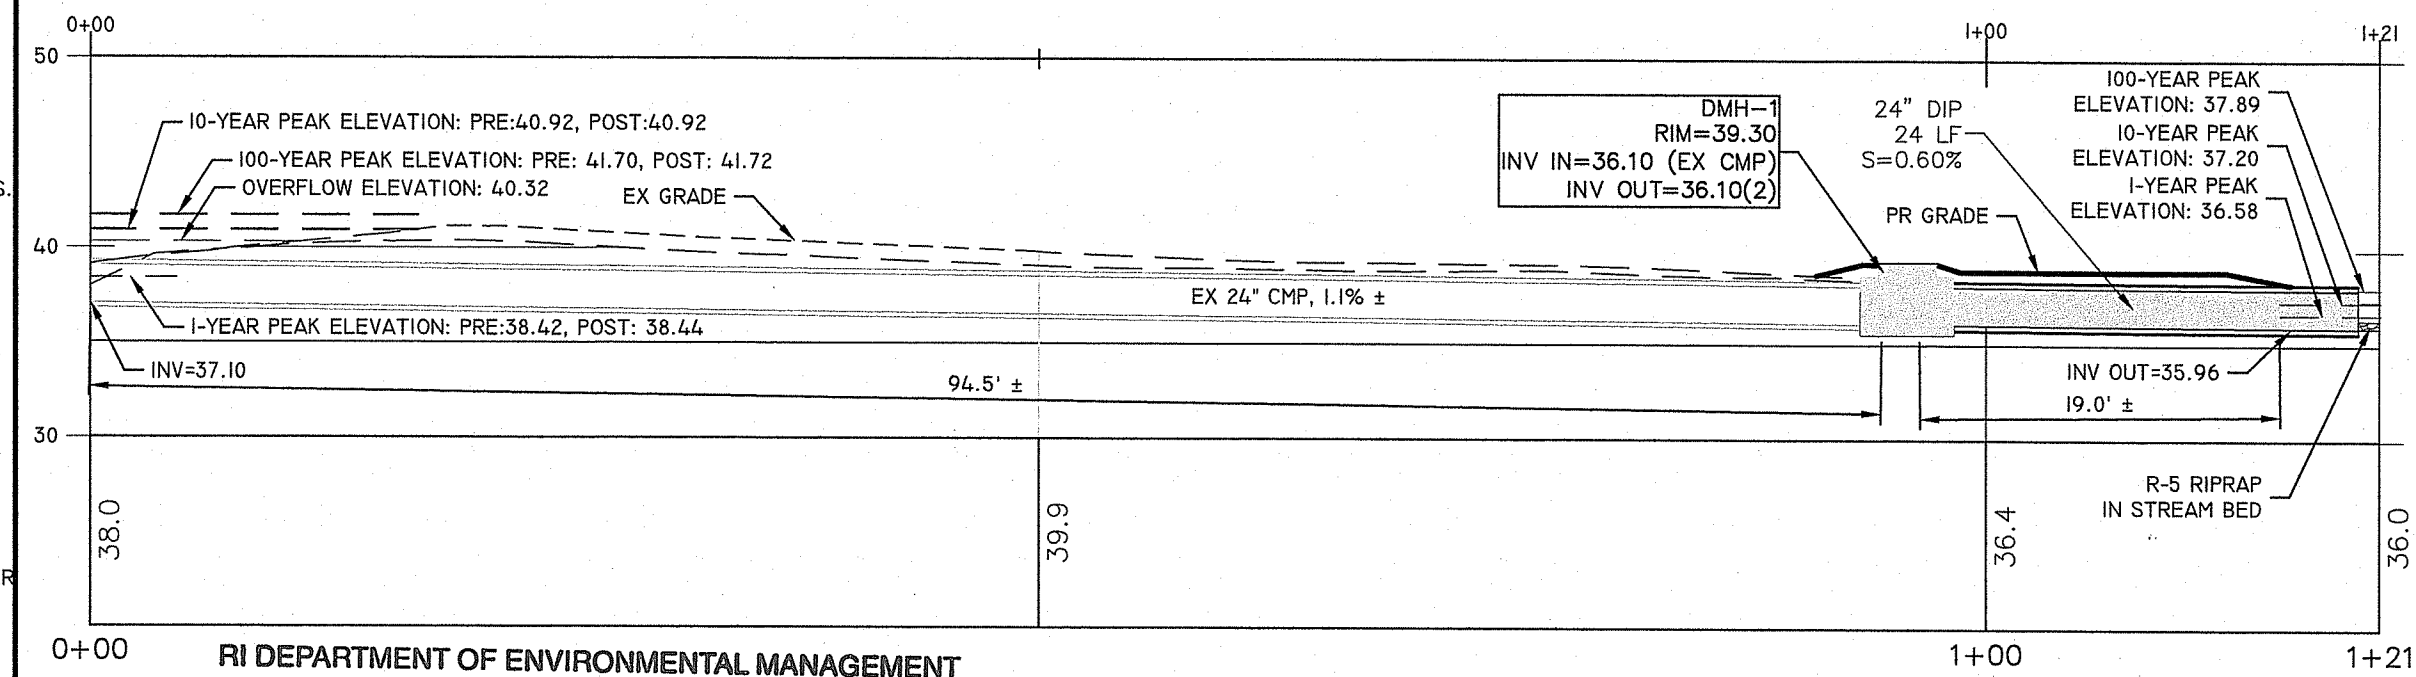 0+00
1+00
1+21
50
40
30
S.
R
10-YEAR PEAK ELEVATION: PRE:40.92, POST:40.92
100-YEAR PEAK ELEVATION: PRE: 41.70, POST: 41.72
OVERFLOW ELEVATION: 40.32
EX GRADE
1-YEAR PEAK ELEVATION: PRE:38.42, POST: 38.44
INV=37.10
94.5' ±
EX 24" CMP, 1.1% ±
DMH-1
RIM=39.30
INV IN=36.10 (EX CMP)
INV OUT=36.10(2)
24" DIP
24 LF
S=0.60%
PR GRADE
100-YEAR PEAK
ELEVATION: 37.89
10-YEAR PEAK
ELEVATION: 37.20
1-YEAR PEAK
ELEVATION: 36.58
INV OUT=35.96
19.0' ±
R-5 RIPRAP
IN STREAM BED
38.0
39.9
36.4
36.0
0+00
1+00
1+21
RI DEPARTMENT OF ENVIRONMENTAL MANAGEMENT